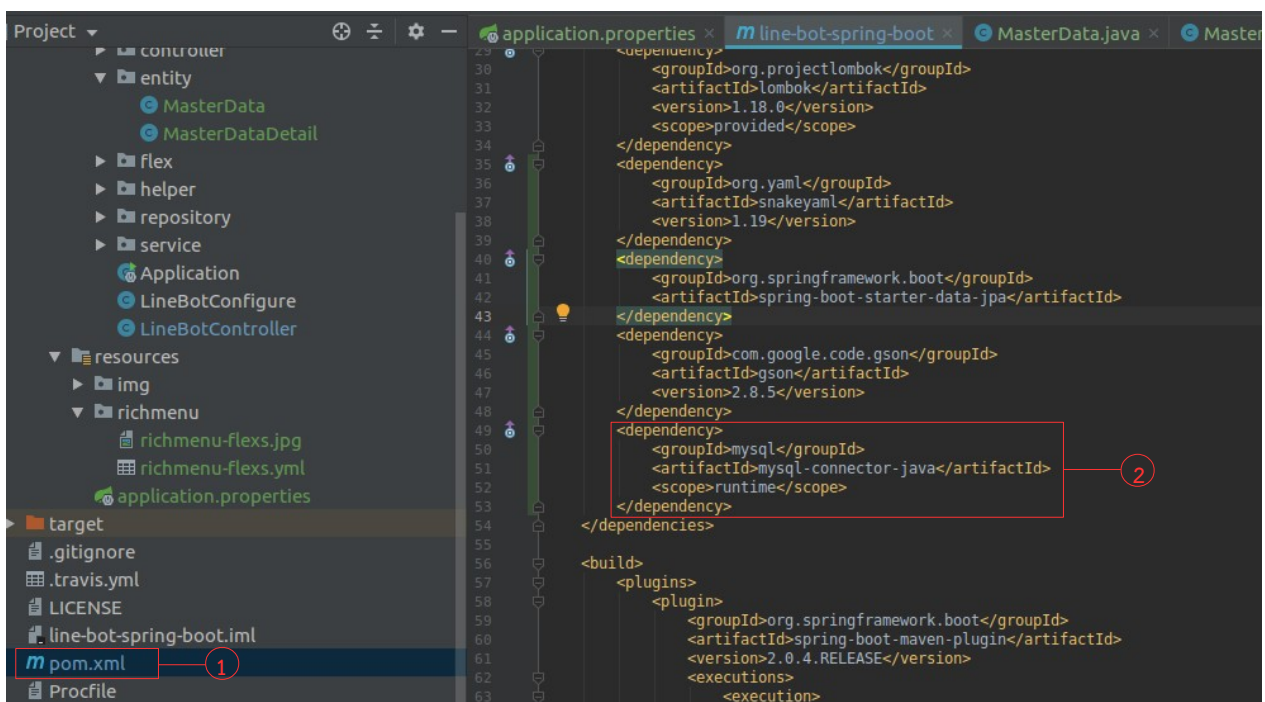 Project
application.properties
line-bot-spring-boot
MasterData.java
Master
controller
entity
MasterData
MasterDataDetail
flex
helper
repository
service
Application
LineBotConfigure
LineBotController
resources
img
richmenu
richmenu-flexs.jpg
richmenu-flexs.yml
application.properties
target
.gitignore
.travis.yml
LICENSE
line-bot-spring-boot.iml
pom.xml
1
Procfile
29 <dependency>
30 <groupId>org.projectlombok</groupId>
31 <artifactId>lombok</artifactId>
32 <version>1.18.0</version>
33 <scope>provided</scope>
34 </dependency>
35 <dependency>
36 <groupId>org.yaml</groupId>
37 <artifactId>snakeyaml</artifactId>
38 <version>1.19</version>
39 </dependency>
40 <dependency>
41 <groupId>org.springframework.boot</groupId>
42 <artifactId>spring-boot-starter-data-jpa</artifactId>
43 </dependency>
44 <dependency>
45 <groupId>com.google.code.gson</groupId>
46 <artifactId>gson</artifactId>
47 <version>2.8.5</version>
48 </dependency>
49 <dependency>
50 <groupId>mysql</groupId>
51 <artifactId>mysql-connector-java</artifactId>
2
52 <scope>runtime</scope>
53 </dependency>
54 </dependencies>
55
56 <build>
57 <plugins>
58 <plugin>
59 <groupId>org.springframework.boot</groupId>
60 <artifactId>spring-boot-maven-plugin</artifactId>
61 <version>2.0.4.RELEASE</version>
62 <executions>
63 <execution>